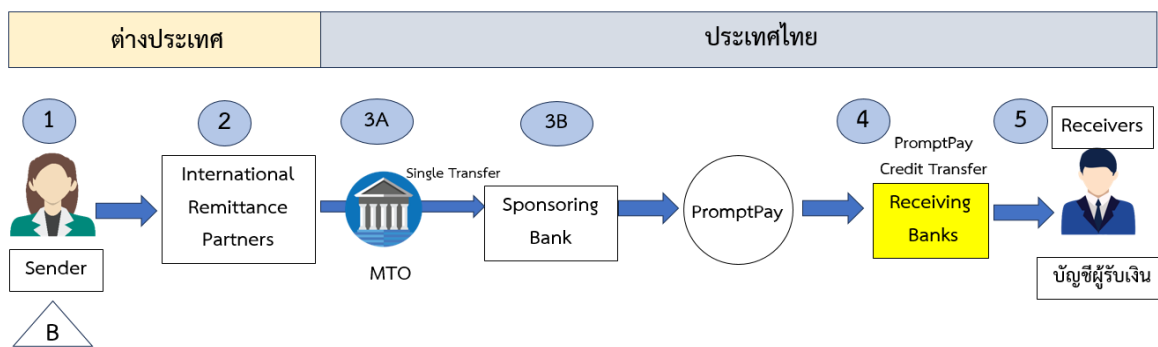 ต่างประเทศ
ประเทศไทย
1
2
3A
3B
4
5
Sender
B
International
Remittance
Partners
MTO
Single Transfer
Sponsoring
Bank
PromptPay
PromptPay
Credit Transfer
Receiving
Banks
Receivers
บัญชีผู้รับเงิน